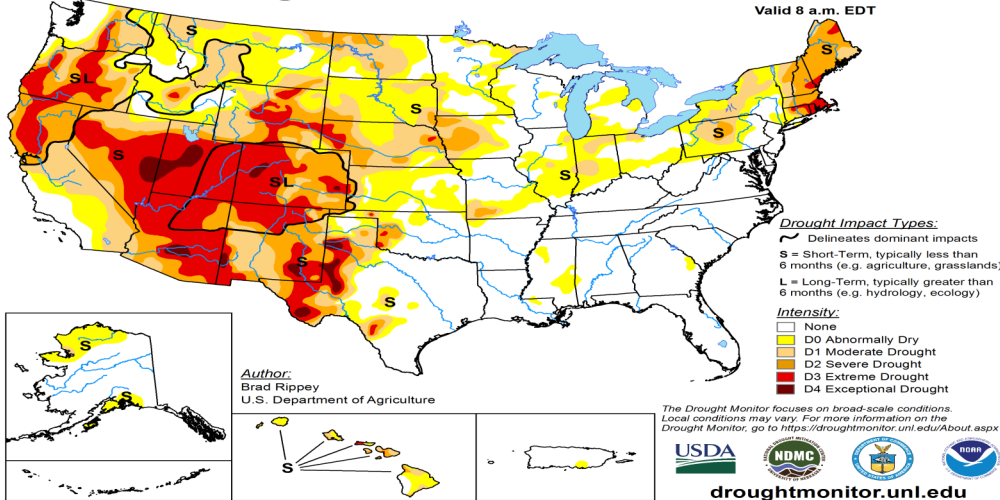 Valid 8 a.m. EDT
S
S
SL
S
S
S
S
SL
S
S
S
Drought Impact Types:
Delineates dominant impacts
S = Short-Term, typically less than
6 months (e.g. agriculture, grasslands)
L = Long-Term, typically greater than
6 months (e.g. hydrology, ecology)
Intensity:
None
D0 Abnormally Dry
D1 Moderate Drought
D2 Severe Drought
D3 Extreme Drought
D4 Exceptional Drought
S
S
Author:
Brad Rippey
U.S. Department of Agriculture
S
The Drought Monitor focuses on broad-scale conditions.
Local conditions may vary. For more information on the
Drought Monitor, go to https://droughtmonitor.unl.edu/About.aspx
USDA
NDMC
NOAA
droughtmonitor.unl.edu